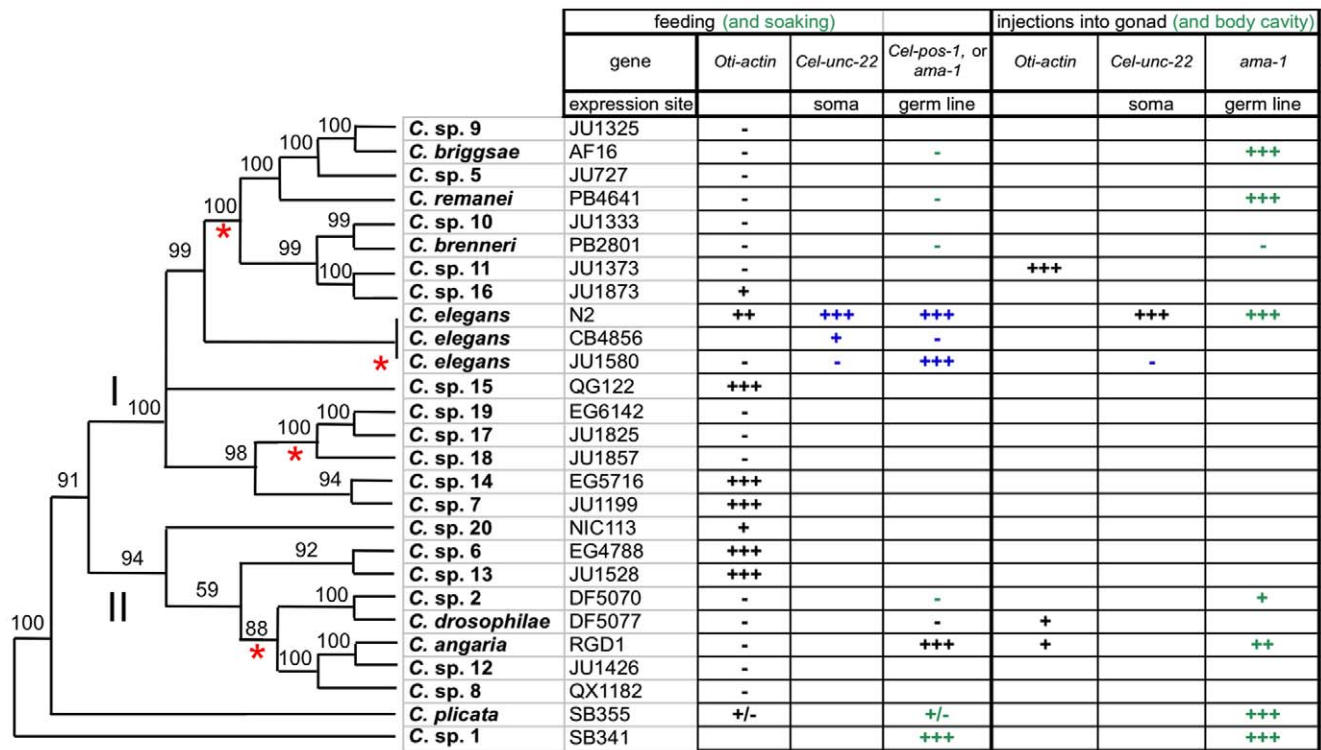 feeding (and soaking) injections into gonad (and body cavity)
gene Oti-actin Cel-unc-22 Cel-pos-1, or ama-1 Oti-actin Cel-unc-22 ama-1
expression site soma germ line soma germ line
100 C. sp. 9 JU1325 -
100 C. briggsae AF16 - - +++
100 C. sp. 5 JU727 -
C. remanei PB4641 - - +++
100 99 C. sp. 10 JU1333 -
* 99 C. brenneri PB2801 - - -
99 100 C. sp. 11 JU1373 - +++
C. sp. 16 JU1873 +
C. elegans N2 ++ +++ +++ +++ +++
C. elegans CB4856 + -
* C. elegans JU1580 - - +++ -
I C. sp. 15 QG122 +++
100 100 C. sp. 19 EG6142 -
100 C. sp. 17 JU1825 -
98 * C. sp. 18 JU1857 -
91 94 C. sp. 14 EG5716 +++
C. sp. 7 JU1199 +++
C. sp. 20 NIC113 +
94 92 C. sp. 6 EG4788 +++
59 C. sp. 13 JU1528 +++
II 100 C. sp. 2 DF5070 - - +
100 88 C. drosophilae DF5077 - - +
* 100 C. angaria RGD1 - +++ + ++
100 C. sp. 12 JU1426 -
C. sp. 8 QX1182 -
C. plicata SB355 +/- +/- +++
C. sp. 1 SB341 +++ +++